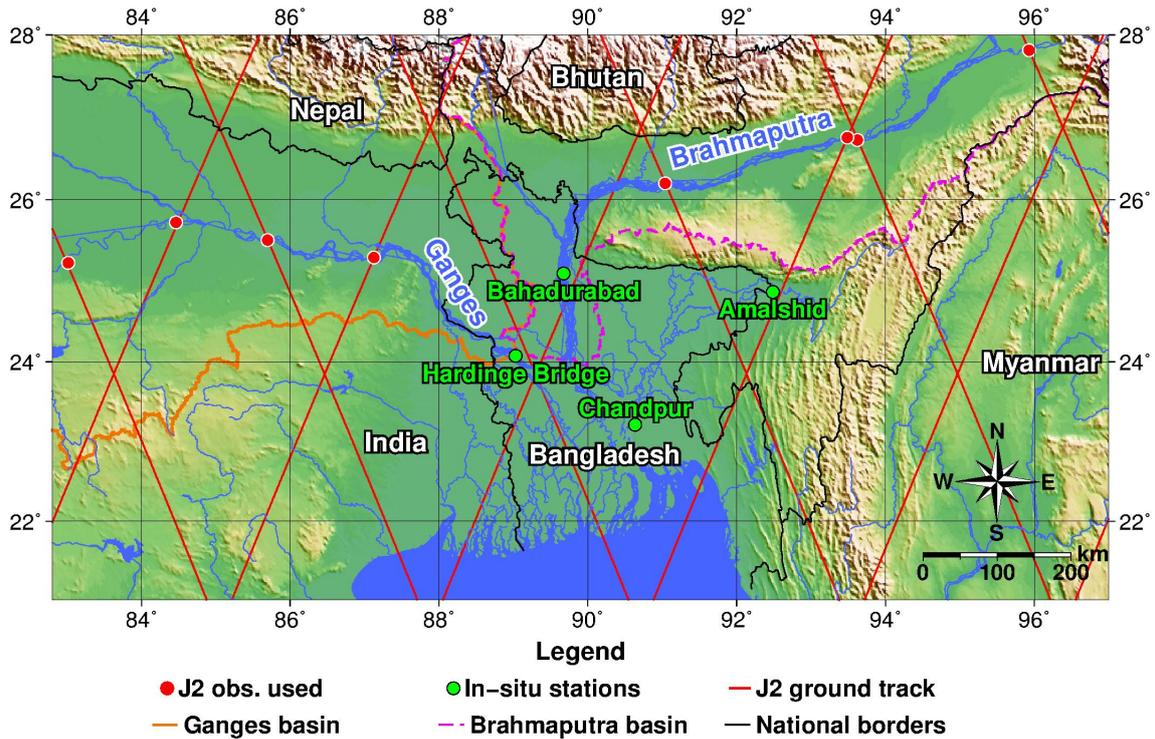 84° 86° 88° 90° 92° 94° 96°
28° 28°
Bhutan
Nepal
Brahmaputra
26° 26°
Ganges
Bahadurabad
Amalshid
24° 24°
Hardinge Bridge
Myanmar
Chandpur
India
Bangladesh
N
W E
S
22° 22°
km
0 100 200
84° 86° 88° 90° 92° 94° 96°
Legend
J2 obs. used In−situ stations J2 ground track
Ganges basin Brahmaputra basin National borders